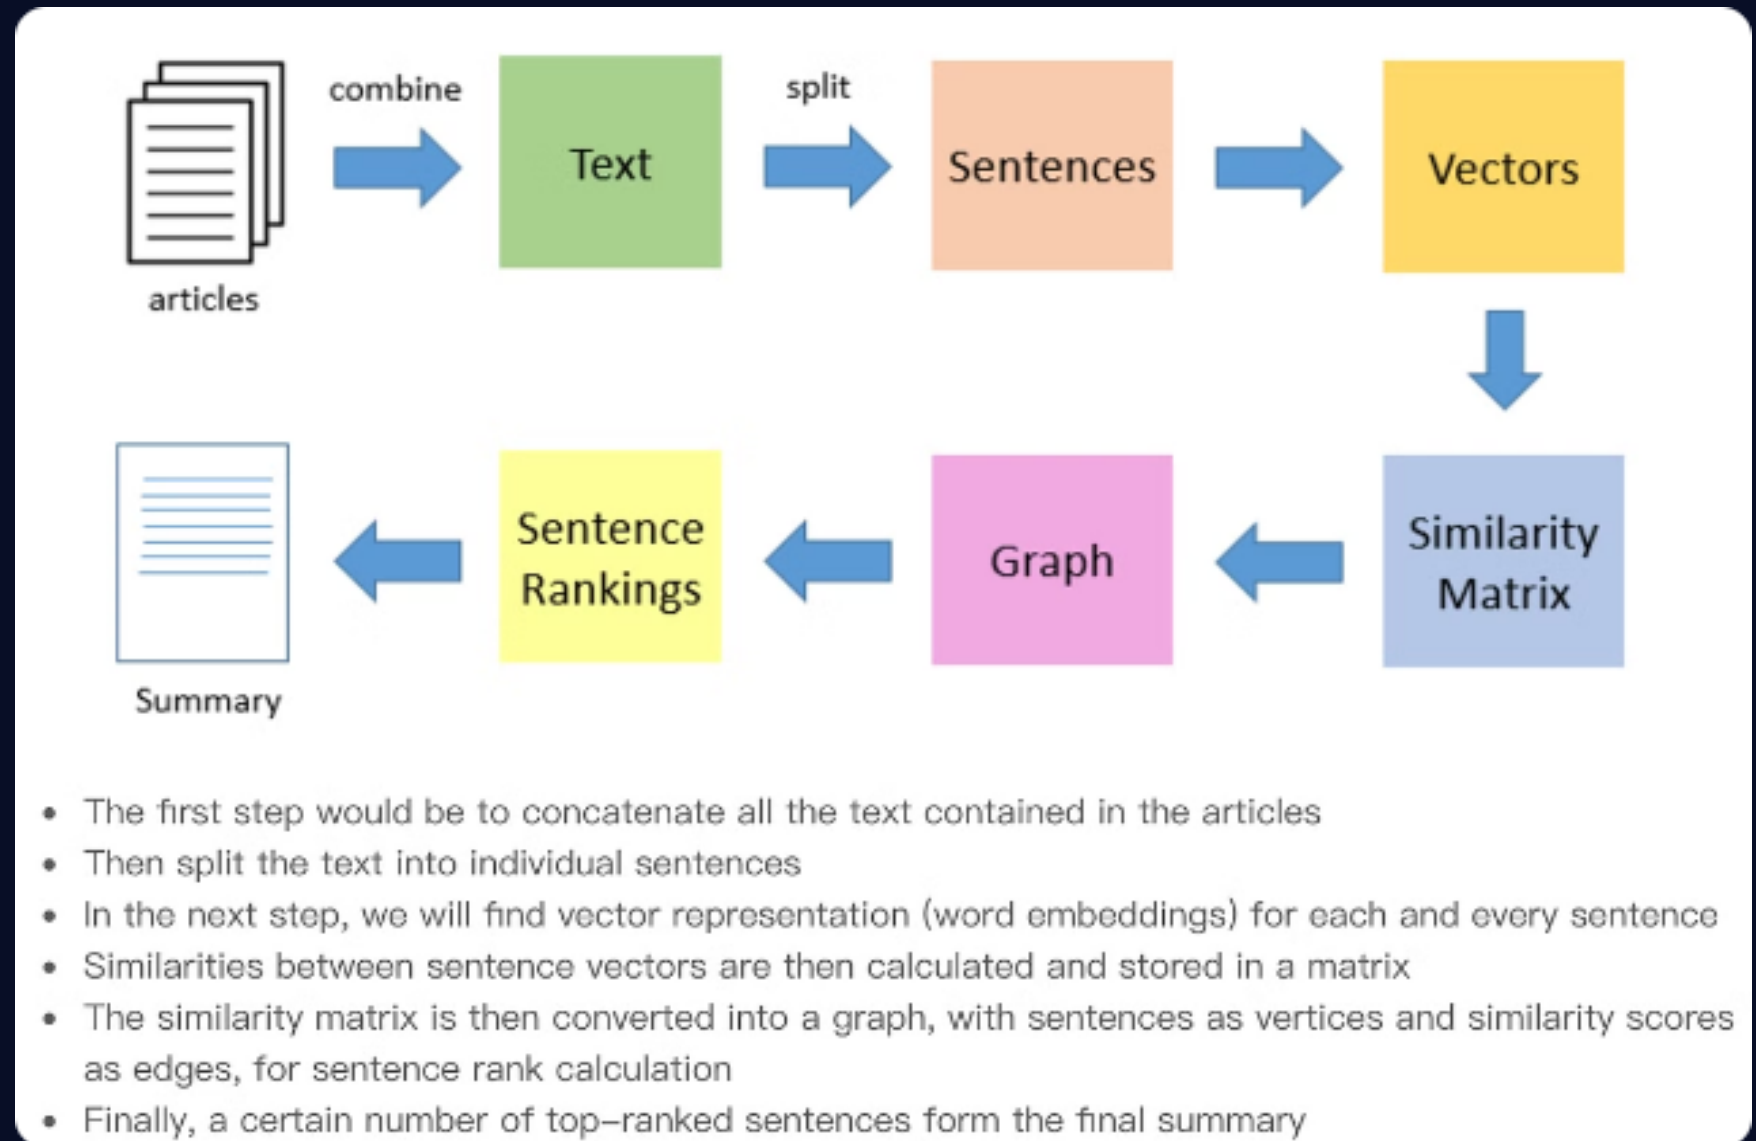 combine
split
Text
Sentences
Vectors
articles
Sentence
Rankings
Graph
Similarity
Matrix
Summary
• The first step would be to concatenate all the text contained in the articles
• Then split the text into individual sentences
• In the next step, we will find vector representation (word embeddings) for each and every sentence
• Similarities between sentence vectors are then calculated and stored in a matrix
• The similarity matrix is then converted into a graph, with sentences as vertices and similarity scores
as edges, for sentence rank calculation
• Finally, a certain number of top-ranked sentences form the final summary